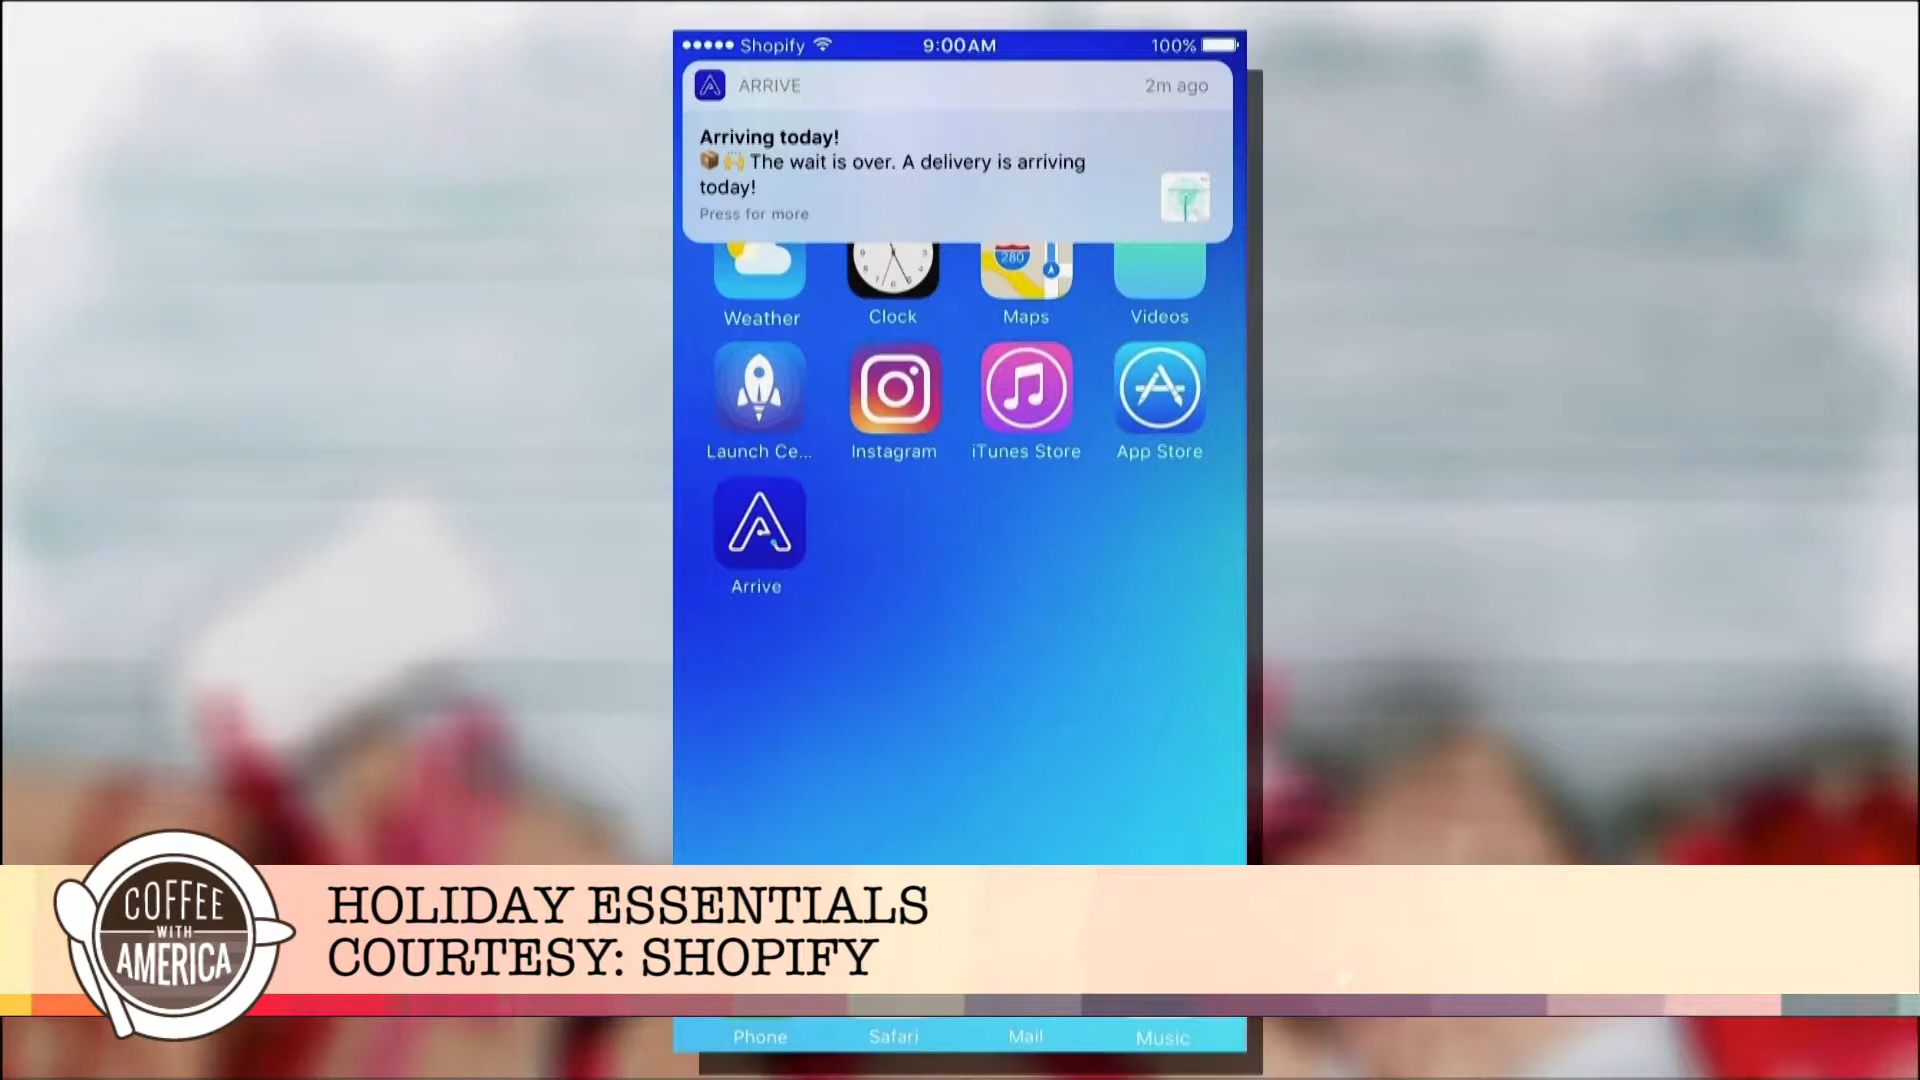 Shopify 9:00AM 100%
ARRIVE 2m ago
Arriving today!
📦 🙌 The wait is over. A delivery is arriving
today!
Press for more
280
Weather Clock Maps Videos
Launch Ce... Instagram iTunes Store App Store
Arrive
COFFEE
WITH
AMERICA
HOLIDAY ESSENTIALS
COURTESY: SHOPIFY
Phone Safari Mail Music